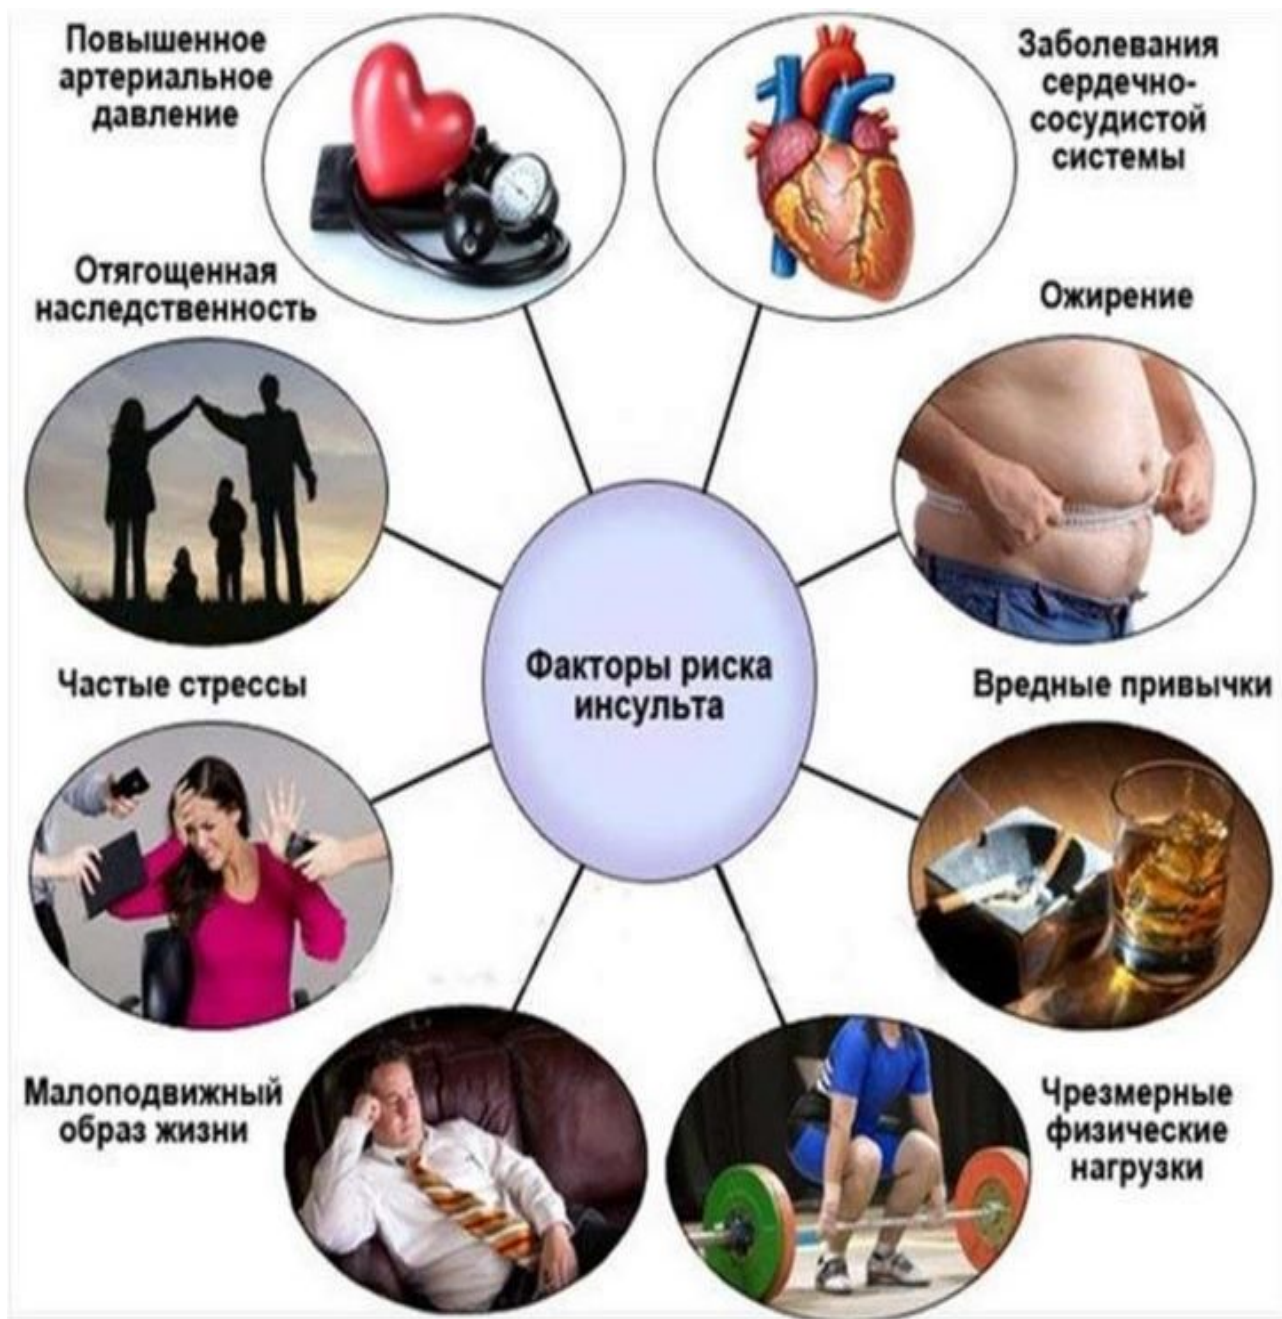 Повышенное
артериальное
давление
Заболевания
сердечно-
сосудистой
системы
Отягощенная
наследственность
Ожирение
Факторы риска
инсульта
Частые стрессы
Вредные привычки
Малоподвижный
образ жизни
Чрезмерные
физические
нагрузки